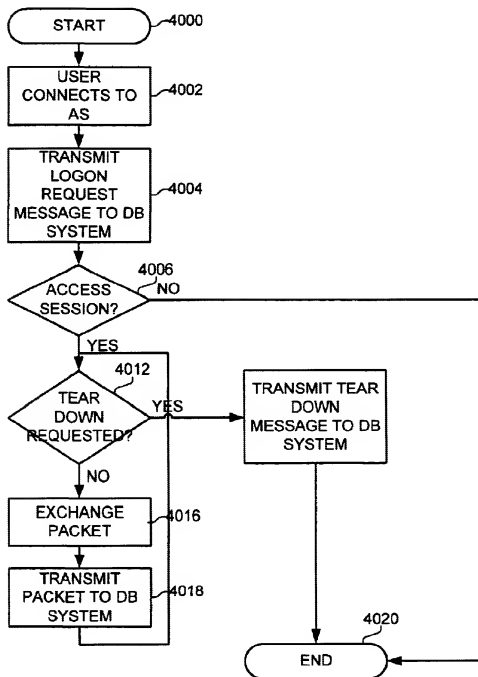 START
4000
USER
CONNECTS TO
AS
4002
TRANSMIT
LOGON
REQUEST
MESSAGE TO DB
SYSTEM
4004
ACCESS
SESSION?
4006
NO
YES
TEAR
DOWN
REQUESTED?
4012
YES
TRANSMIT TEAR
DOWN
MESSAGE TO DB
SYSTEM
NO
EXCHANGE
PACKET
4016
TRANSMIT
PACKET TO DB
SYSTEM
4018
4020
END